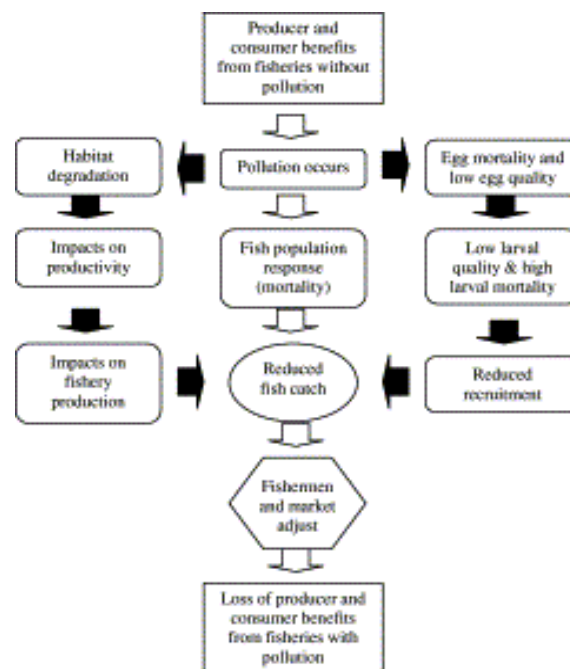 Producer and
consumer benefits
from fisheries without
pollution
Habitat
degradation
Pollution occurs
Egg mortality and
low egg quality
Impacts on
productivity
Fish population
response
(mortality)
Low larval
quality & high
larval mortality
Impacts on
fishery
production
Reduced
fish catch
Reduced
recruitment
Fishermen
and market
adjust
Loss of producer and
consumer benefits
from fisheries with
pollution